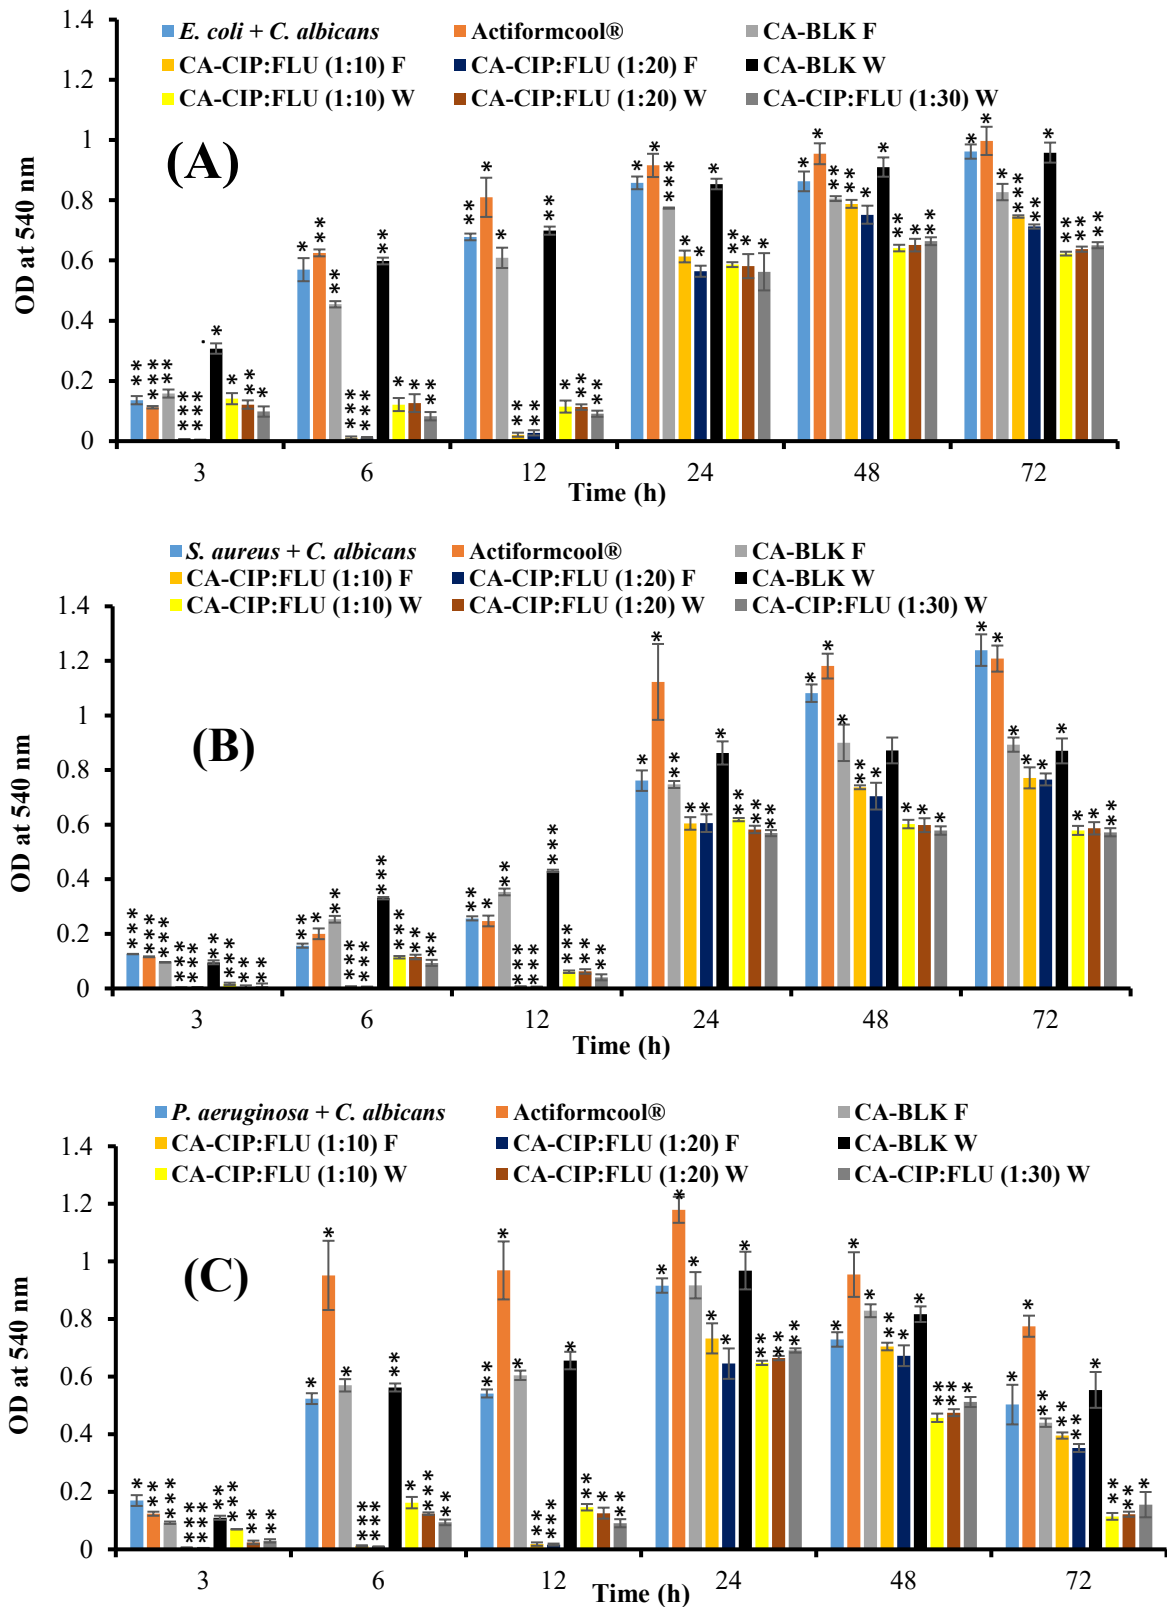 E. coli + C. albicans Actiformcool® CA-BLK F
CA-CIP:FLU (1:10) F CA-CIP:FLU (1:20) F CA-BLK W
CA-CIP:FLU (1:10) W CA-CIP:FLU (1:20) W CA-CIP:FLU (1:30) W
(A)
OD at 540 nm
1.4
1.2
1
0.8
0.6
0.4
0.2
0
3 6 12 24 48 72
Time (h)
S. aureus + C. albicans Actiformcool® CA-BLK F
CA-CIP:FLU (1:10) F CA-CIP:FLU (1:20) F CA-BLK W
CA-CIP:FLU (1:10) W CA-CIP:FLU (1:20) W CA-CIP:FLU (1:30) W
(B)
OD at 540 nm
1.4
1.2
1
0.8
0.6
0.4
0.2
0
3 6 12 24 48 72
Time (h)
P. aeruginosa + C. albicans Actiformcool® CA-BLK F
CA-CIP:FLU (1:10) F CA-CIP:FLU (1:20) F CA-BLK W
CA-CIP:FLU (1:10) W CA-CIP:FLU (1:20) W CA-CIP:FLU (1:30) W
(C)
OD at 540 nm
1.4
1.2
1
0.8
0.6
0.4
0.2
0
3 6 12 24 48 72
Time (h)